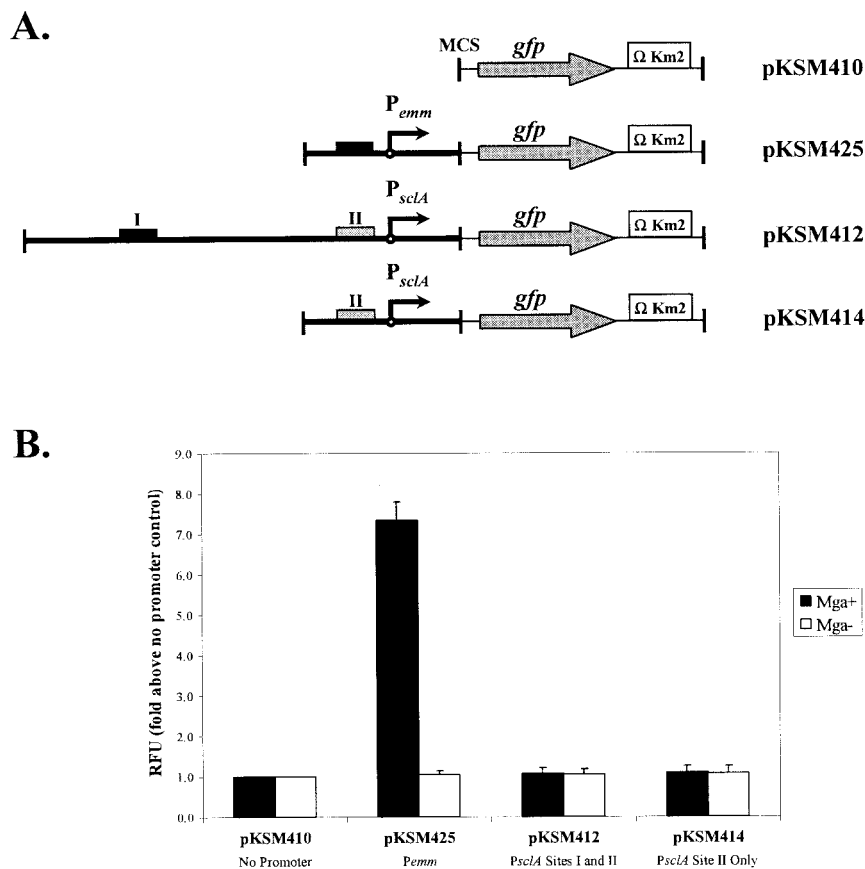 A.
MCS gfp Ω Km2 pKSM410
Pemm gfp Ω Km2 pKSM425
I II PsclA gfp Ω Km2 pKSM412
II PsclA gfp Ω Km2 pKSM414
B.
RFU (fold above no promoter control)
9.0
8.0
7.0
6.0
5.0
4.0
3.0
2.0
1.0
0.0
Mga+
Mga-
pKSM410 pKSM425 pKSM412 pKSM414
No Promoter Pemm PsclA Sites I and II PsclA Site II Only